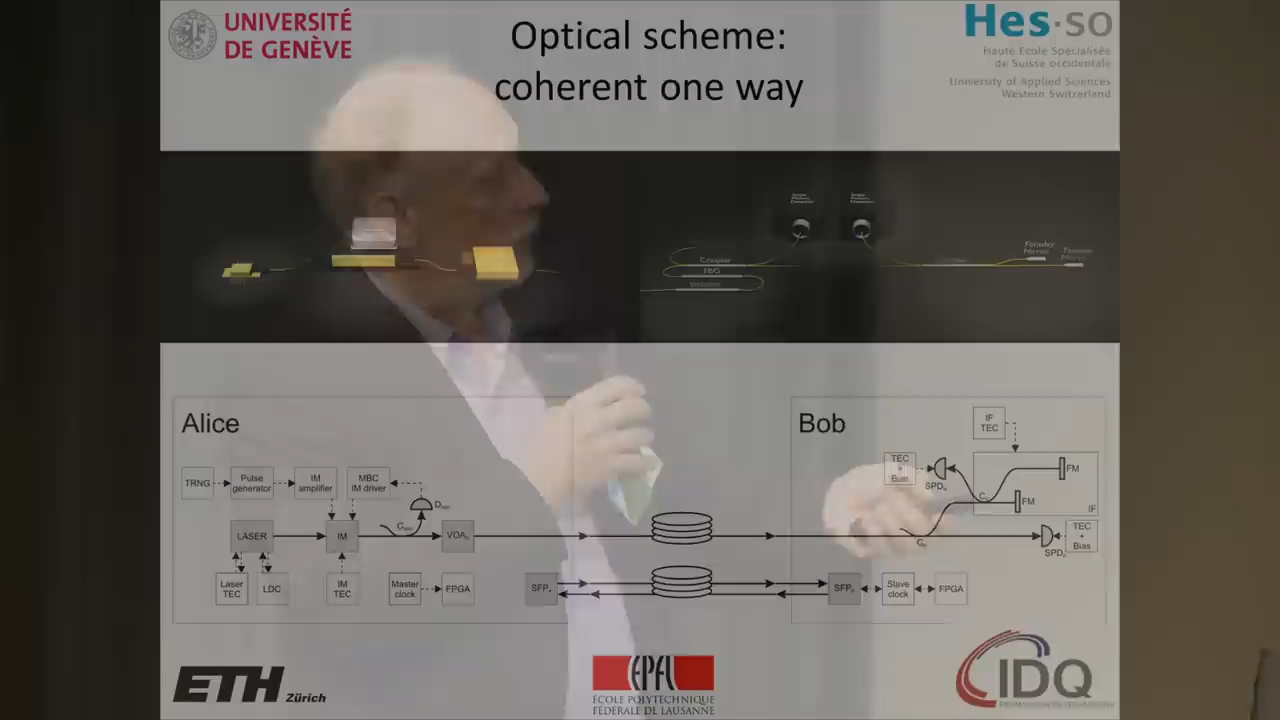 UNIVERSITÉ
DE GENÈVE
Optical scheme:
coherent one way
Hes·so
Haute Ecole Spécialisée
de Suisse occidentale
University of Applied Sciences
Western Switzerland
Coupler
FBG
Faraday
Mirror
Alice
TRNG
Pulse
generator
IM
amplifier
MBC
IM driver
LASER
IM
VOA
Laser
TEC
LDC
IM
TEC
Master
clock
FPGA
SFP
Bob
IF
TEC
TEC
+
Bias
SPD
FM
FM
IF
TEC
+
Bias
SPD
SFP
Slave
clock
FPGA
ETH Zürich
EPFL
ÉCOLE POLYTECHNIQUE
FÉDÉRALE DE LAUSANNE
IDQ